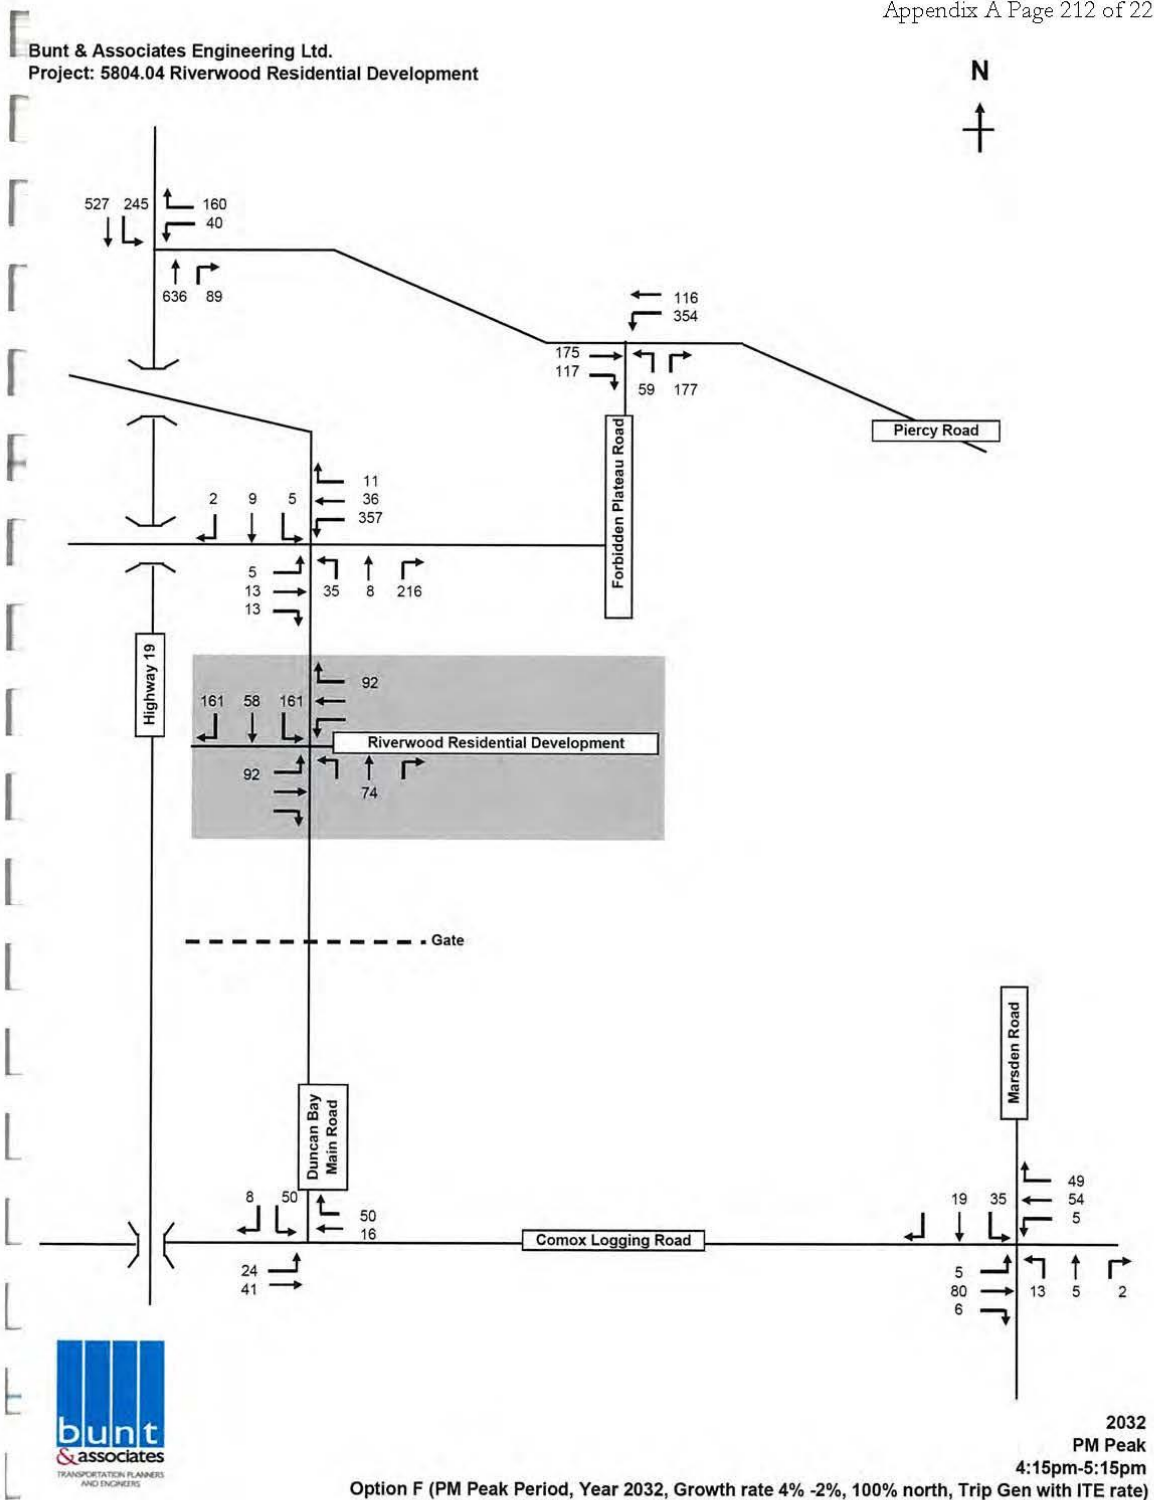 Appendix A Page 212 of 22
Bunt & Associates Engineering Ltd.
Project: 5804.04 Riverwood Residential Development
N
527 245 160
40
636 89
116
354
175
117
59 177
Piercy Road
Forbidden Plateau Road
11
2 9 5 36
357
5
13 35 8 216
13
Highway 19
92
161 58 161
Riverwood Residential Development
92
74
Gate
Marsden Road
Duncan Bay
Main Road
8 50
50
16
Comox Logging Road
24
41
49
19 35 54
5
5
80 13 5 2
6
bunt
& associates
TRANSPORTATION PLANNERS
AND ENGINEERS
2032
PM Peak
4:15pm-5:15pm
Option F (PM Peak Period, Year 2032, Growth rate 4% -2%, 100% north, Trip Gen with ITE rate)